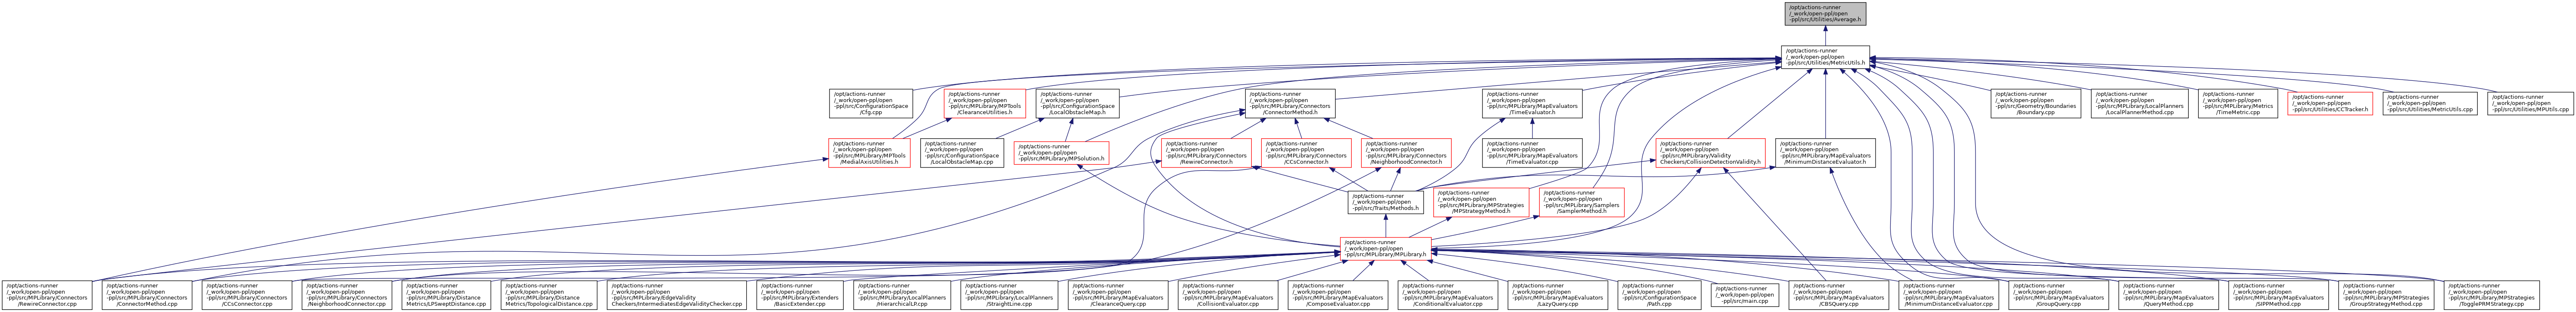 /opt/actions-runner
/_work/open-ppl/open
-ppl/src/Utilities/Average.h
/opt/actions-runner
/_work/open-ppl/open
-ppl/src/Utilities/MetricUtils.h
/opt/actions-runner
/_work/open-ppl/open
-ppl/src/ConfigurationSpace
/Cfg.cpp
/opt/actions-runner
/_work/open-ppl/open
-ppl/src/MPLibrary/MPTools
/ClearanceUtilities.h
/opt/actions-runner
/_work/open-ppl/open
-ppl/src/ConfigurationSpace
/LocalObstacleMap.h
/opt/actions-runner
/_work/open-ppl/open
-ppl/src/MPLibrary/Connectors
/ConnectorMethod.h
/opt/actions-runner
/_work/open-ppl/open
-ppl/src/MPLibrary/MapEvaluators
/TimeEvaluator.h
/opt/actions-runner
/_work/open-ppl/open
-ppl/src/Geometry/Boundaries
/Boundary.cpp
/opt/actions-runner
/_work/open-ppl/open
-ppl/src/MPLibrary/LocalPlanners
/LocalPlannerMethod.cpp
/opt/actions-runner
/_work/open-ppl/open
-ppl/src/MPLibrary/Metrics
/TimeMetric.cpp
/opt/actions-runner
/_work/open-ppl/open
-ppl/src/Utilities/CCTracker.h
/opt/actions-runner
/_work/open-ppl/open
-ppl/src/Utilities/MetricUtils.cpp
/opt/actions-runner
/_work/open-ppl/open
-ppl/src/Utilities/MPUtils.cpp
/opt/actions-runner
/_work/open-ppl/open
-ppl/src/MPLibrary/MPTools
/MedialAxisUtilities.h
/opt/actions-runner
/_work/open-ppl/open
-ppl/src/ConfigurationSpace
/LocalObstacleMap.cpp
/opt/actions-runner
/_work/open-ppl/open
-ppl/src/MPLibrary/MPSolution.h
/opt/actions-runner
/_work/open-ppl/open
-ppl/src/MPLibrary/Connectors
/RewireConnector.h
/opt/actions-runner
/_work/open-ppl/open
-ppl/src/MPLibrary/Connectors
/CCsConnector.h
/opt/actions-runner
/_work/open-ppl/open
-ppl/src/MPLibrary/Connectors
/NeighborhoodConnector.h
/opt/actions-runner
/_work/open-ppl/open
-ppl/src/MPLibrary/MapEvaluators
/TimeEvaluator.cpp
/opt/actions-runner
/_work/open-ppl/open
-ppl/src/MPLibrary/Validity
Checkers/CollisionDetectionValidity.h
/opt/actions-runner
/_work/open-ppl/open
-ppl/src/MPLibrary/MapEvaluators
/MinimumDistanceEvaluator.h
/opt/actions-runner
/_work/open-ppl/open
-ppl/src/Traits/Methods.h
/opt/actions-runner
/_work/open-ppl/open
-ppl/src/MPLibrary/MPStrategies
/MPStrategyMethod.h
/opt/actions-runner
/_work/open-ppl/open
-ppl/src/MPLibrary/Samplers
/SamplerMethod.h
/opt/actions-runner
/_work/open-ppl/open
-ppl/src/MPLibrary/MPLibrary.h
/opt/actions-runner
/_work/open-ppl/open
-ppl/src/MPLibrary/Connectors
/RewireConnector.cpp
/opt/actions-runner
/_work/open-ppl/open
-ppl/src/MPLibrary/Connectors
/ConnectorMethod.cpp
/opt/actions-runner
/_work/open-ppl/open
-ppl/src/MPLibrary/Connectors
/CCsConnector.cpp
/opt/actions-runner
/_work/open-ppl/open
-ppl/src/MPLibrary/Connectors
/NeighborhoodConnector.cpp
/opt/actions-runner
/_work/open-ppl/open
-ppl/src/MPLibrary/Distance
Metrics/LPSweptDistance.cpp
/opt/actions-runner
/_work/open-ppl/open
-ppl/src/MPLibrary/Distance
Metrics/TopologicalDistance.cpp
/opt/actions-runner
/_work/open-ppl/open
-ppl/src/MPLibrary/EdgeValidity
Checkers/IntermediatesEdgeValidityChecker.cpp
/opt/actions-runner
/_work/open-ppl/open
-ppl/src/MPLibrary/Extenders
/BasicExtender.cpp
/opt/actions-runner
/_work/open-ppl/open
-ppl/src/MPLibrary/LocalPlanners
/HierarchicalLP.cpp
/opt/actions-runner
/_work/open-ppl/open
-ppl/src/MPLibrary/LocalPlanners
/StraightLine.cpp
/opt/actions-runner
/_work/open-ppl/open
-ppl/src/MPLibrary/MapEvaluators
/ClearanceQuery.cpp
/opt/actions-runner
/_work/open-ppl/open
-ppl/src/MPLibrary/MapEvaluators
/CollisionEvaluator.cpp
/opt/actions-runner
/_work/open-ppl/open
-ppl/src/MPLibrary/MapEvaluators
/ComposeEvaluator.cpp
/opt/actions-runner
/_work/open-ppl/open
-ppl/src/MPLibrary/MapEvaluators
/ConditionalEvaluator.cpp
/opt/actions-runner
/_work/open-ppl/open
-ppl/src/MPLibrary/MapEvaluators
/LazyQuery.cpp
/opt/actions-runner
/_work/open-ppl/open
-ppl/src/ConfigurationSpace
/Path.cpp
/opt/actions-runner
/_work/open-ppl/open
-ppl/src/main.cpp
/opt/actions-runner
/_work/open-ppl/open
-ppl/src/MPLibrary/MapEvaluators
/CBSQuery.cpp
/opt/actions-runner
/_work/open-ppl/open
-ppl/src/MPLibrary/MapEvaluators
/MinimumDistanceEvaluator.cpp
/opt/actions-runner
/_work/open-ppl/open
-ppl/src/MPLibrary/MapEvaluators
/GroupQuery.cpp
/opt/actions-runner
/_work/open-ppl/open
-ppl/src/MPLibrary/MapEvaluators
/QueryMethod.cpp
/opt/actions-runner
/_work/open-ppl/open
-ppl/src/MPLibrary/MapEvaluators
/SIPPMethod.cpp
/opt/actions-runner
/_work/open-ppl/open
-ppl/src/MPLibrary/MPStrategies
/GroupStrategyMethod.cpp
/opt/actions-runner
/_work/open-ppl/open
-ppl/src/MPLibrary/MPStrategies
/TogglePRMStrategy.cpp